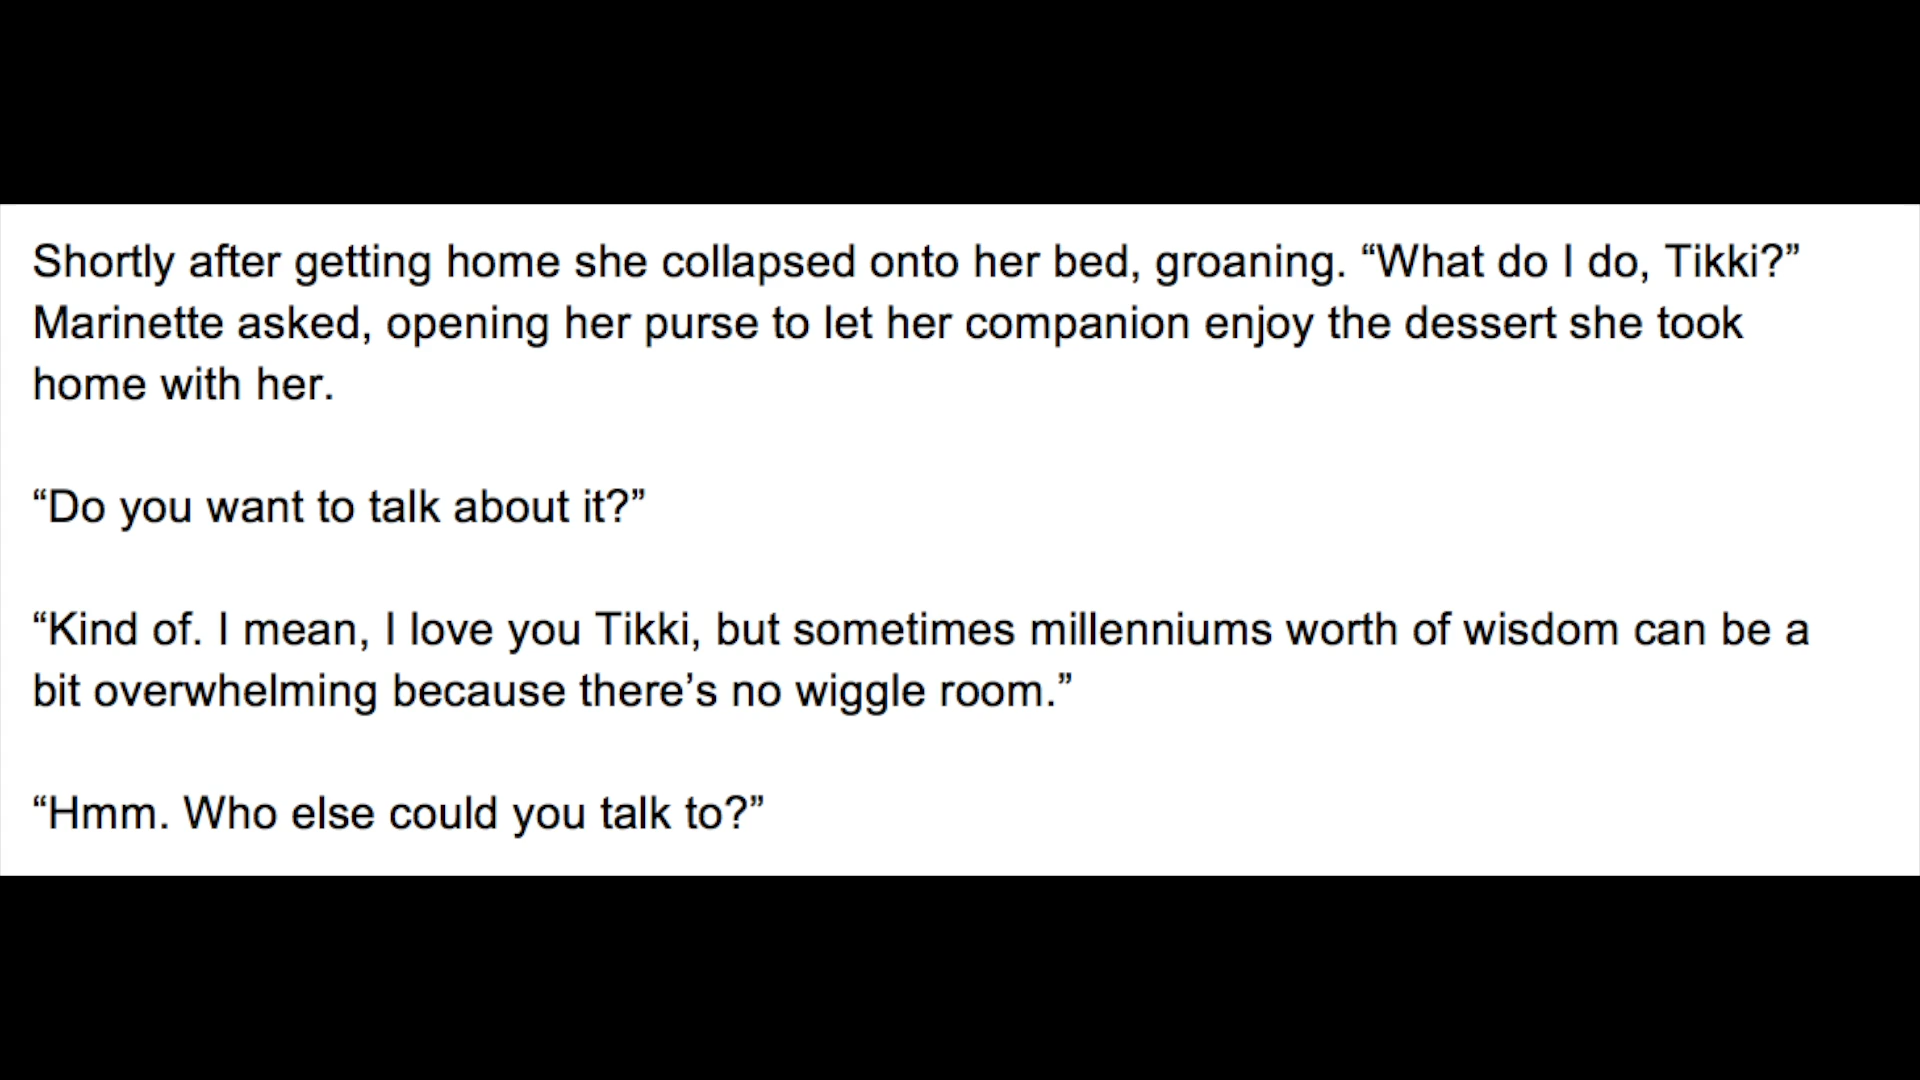 Shortly after getting home she collapsed onto her bed, groaning. “What do I do, Tikki?”
Marinette asked, opening her purse to let her companion enjoy the dessert she took
home with her.
“Do you want to talk about it?”
“Kind of. I mean, I love you Tikki, but sometimes millenniums worth of wisdom can be a
bit overwhelming because there’s no wiggle room.”
“Hmm. Who else could you talk to?”